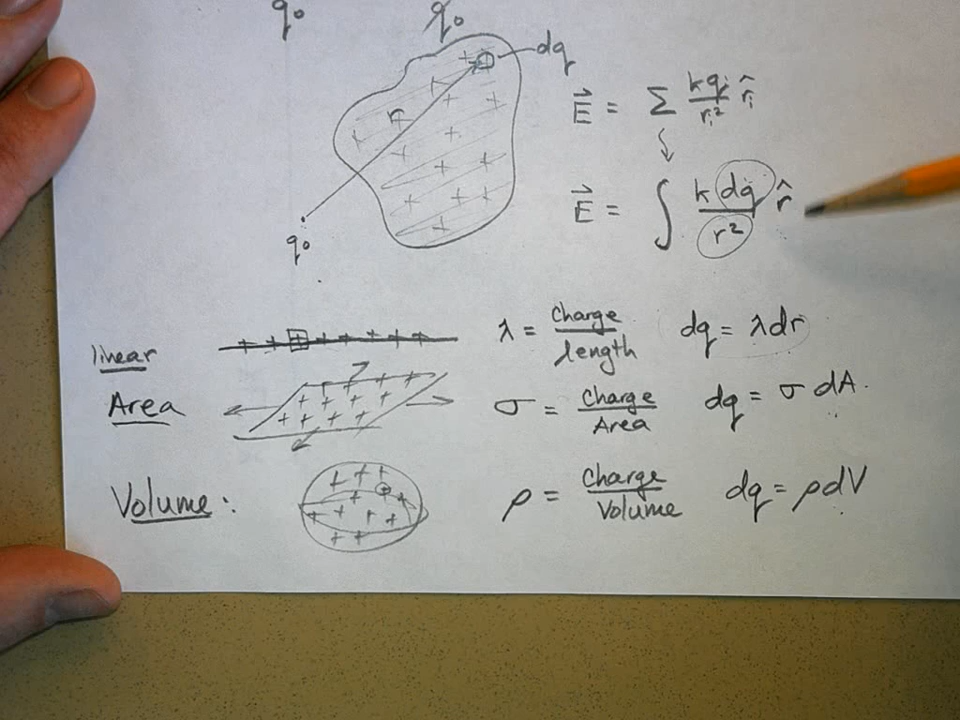 q₀ q₀
dq
r
q₀
E⃗ = Σ kqᵢ/rᵢ² r̂ᵢ
E⃗ = ∫ k dq/r² r̂
linear λ = Charge/length dq = λdr
Area σ = Charge/Area dq = σ dA.
Volume: ρ = Charge/Volume dq = ρdV